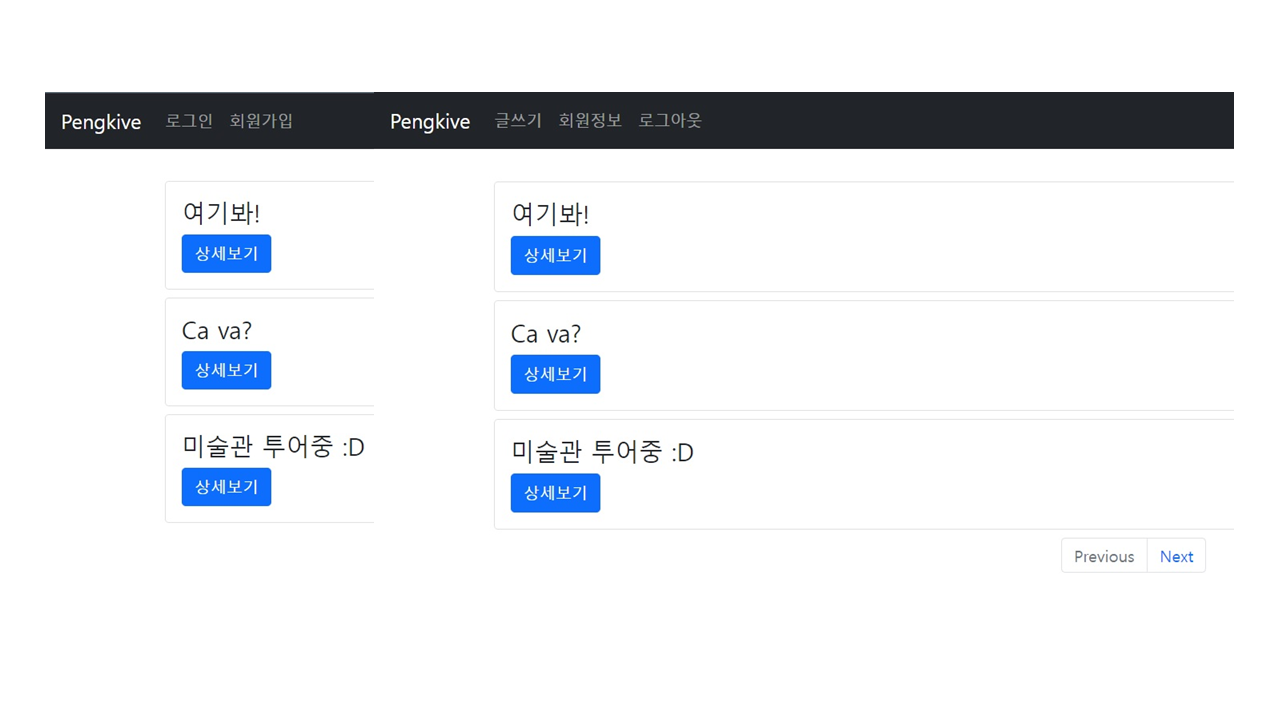 Pengkive 로그인 회원가입
여기봐!
상세보기
Ca va?
상세보기
미술관 투어중 :D
상세보기
Pengkive 글쓰기 회원정보 로그아웃
여기봐!
상세보기
Ca va?
상세보기
미술관 투어중 :D
상세보기
Previous Next